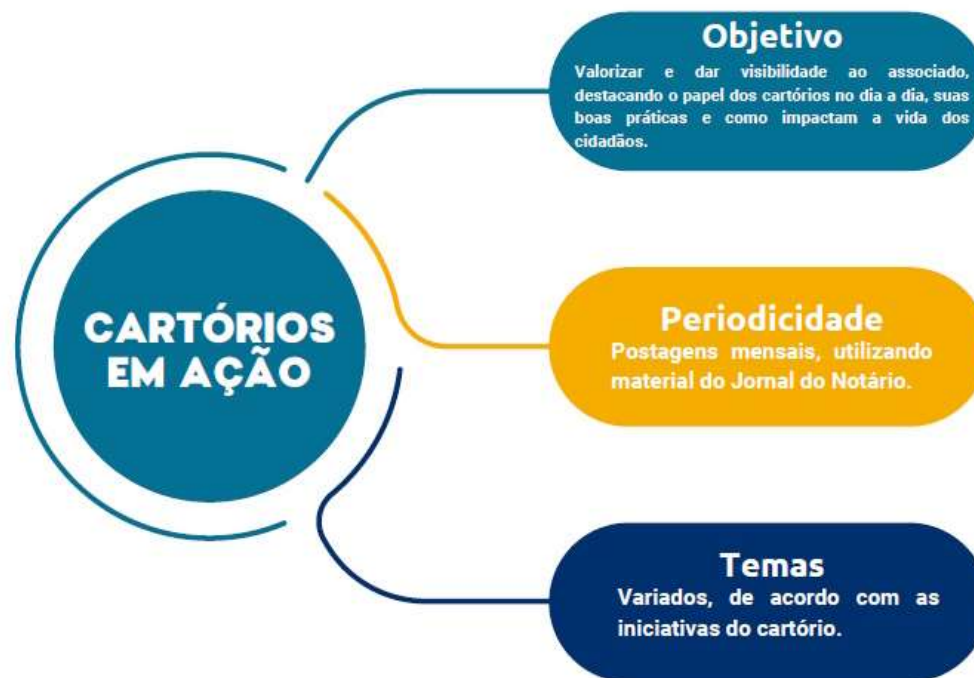 Objetivo
Valorizar e dar visibilidade ao associado,
destacando o papel dos cartórios no dia a dia, suas
boas práticas e como impactam a vida dos
cidadãos.
CARTÓRIOS
EM AÇÃO
Periodicidade
Postagens mensais, utilizando
material do Jornal do Notário.
Temas
Variados, de acordo com as
iniciativas do cartório.